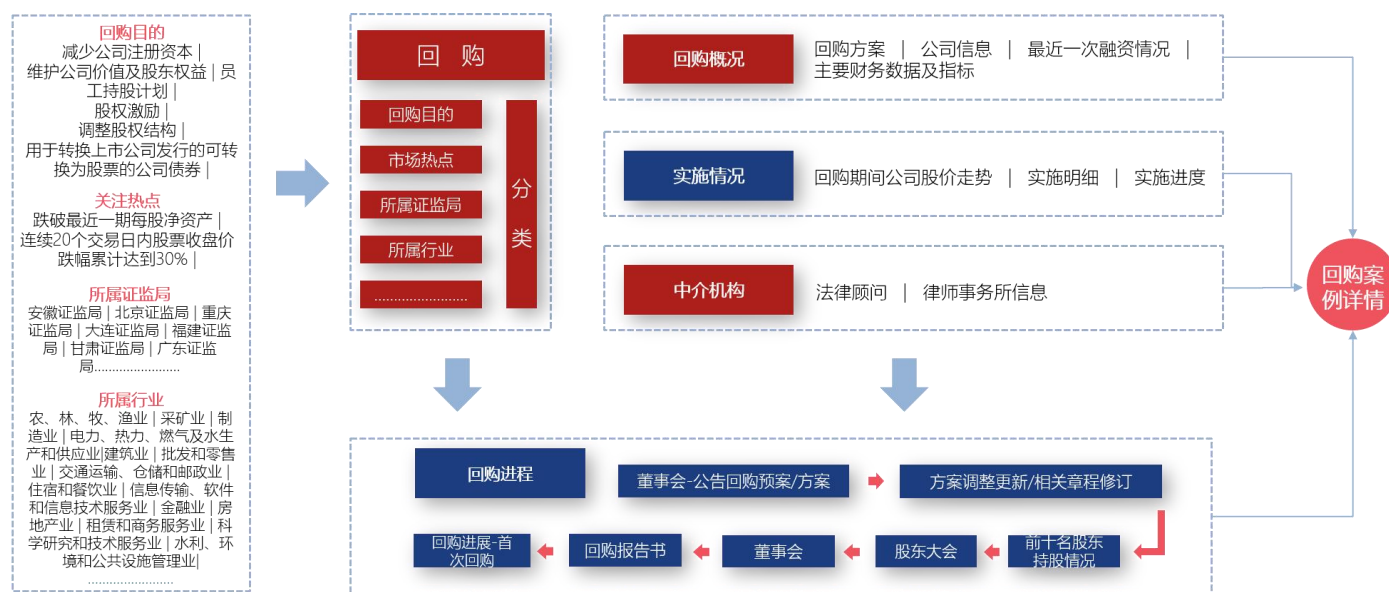 回购目的
减少公司注册资本 |
维护公司价值及股东权益 | 员
工持股计划 |
股权激励 |
调整股权结构 |
用于转换上市公司发行的可转
换为股票的公司债券 |
关注热点
跌破最近一期每股净资产 |
连续20个交易日内股票收盘价
跌幅累计达到30% |
所属证监局
安徽证监局 | 北京证监局 | 重庆
证监局 | 大连证监局 | 福建证监
局 | 甘肃证监局 | 广东证监
局........................
所属行业
农、林、牧、渔业 | 采矿业 | 制
造业 | 电力、热力、燃气及水生
产和供应业|建筑业 | 批发和零售
业 | 交通运输、仓储和邮政业 |
住宿和餐饮业 | 信息传输、软件
和信息技术服务业 | 金融业 | 房
地产业 | 租赁和商务服务业 | 科
学研究和技术服务业 | 水利、环
境和公共设施管理业|
........................
回 购
回购目的
市场热点
所属证监局
所属行业
........................
分
类
回购概况
回购方案 | 公司信息 | 最近一次融资情况 |
主要财务数据及指标
实施情况
回购期间公司股价走势 | 实施明细 | 实施进度
中介机构
法律顾问 | 律师事务所信息
回购案
例详情
回购进程
董事会-公告回购预案/方案
方案调整更新/相关章程修订
前十名股东
持股情况
股东大会
董事会
回购报告书
回购进展-首
次回购